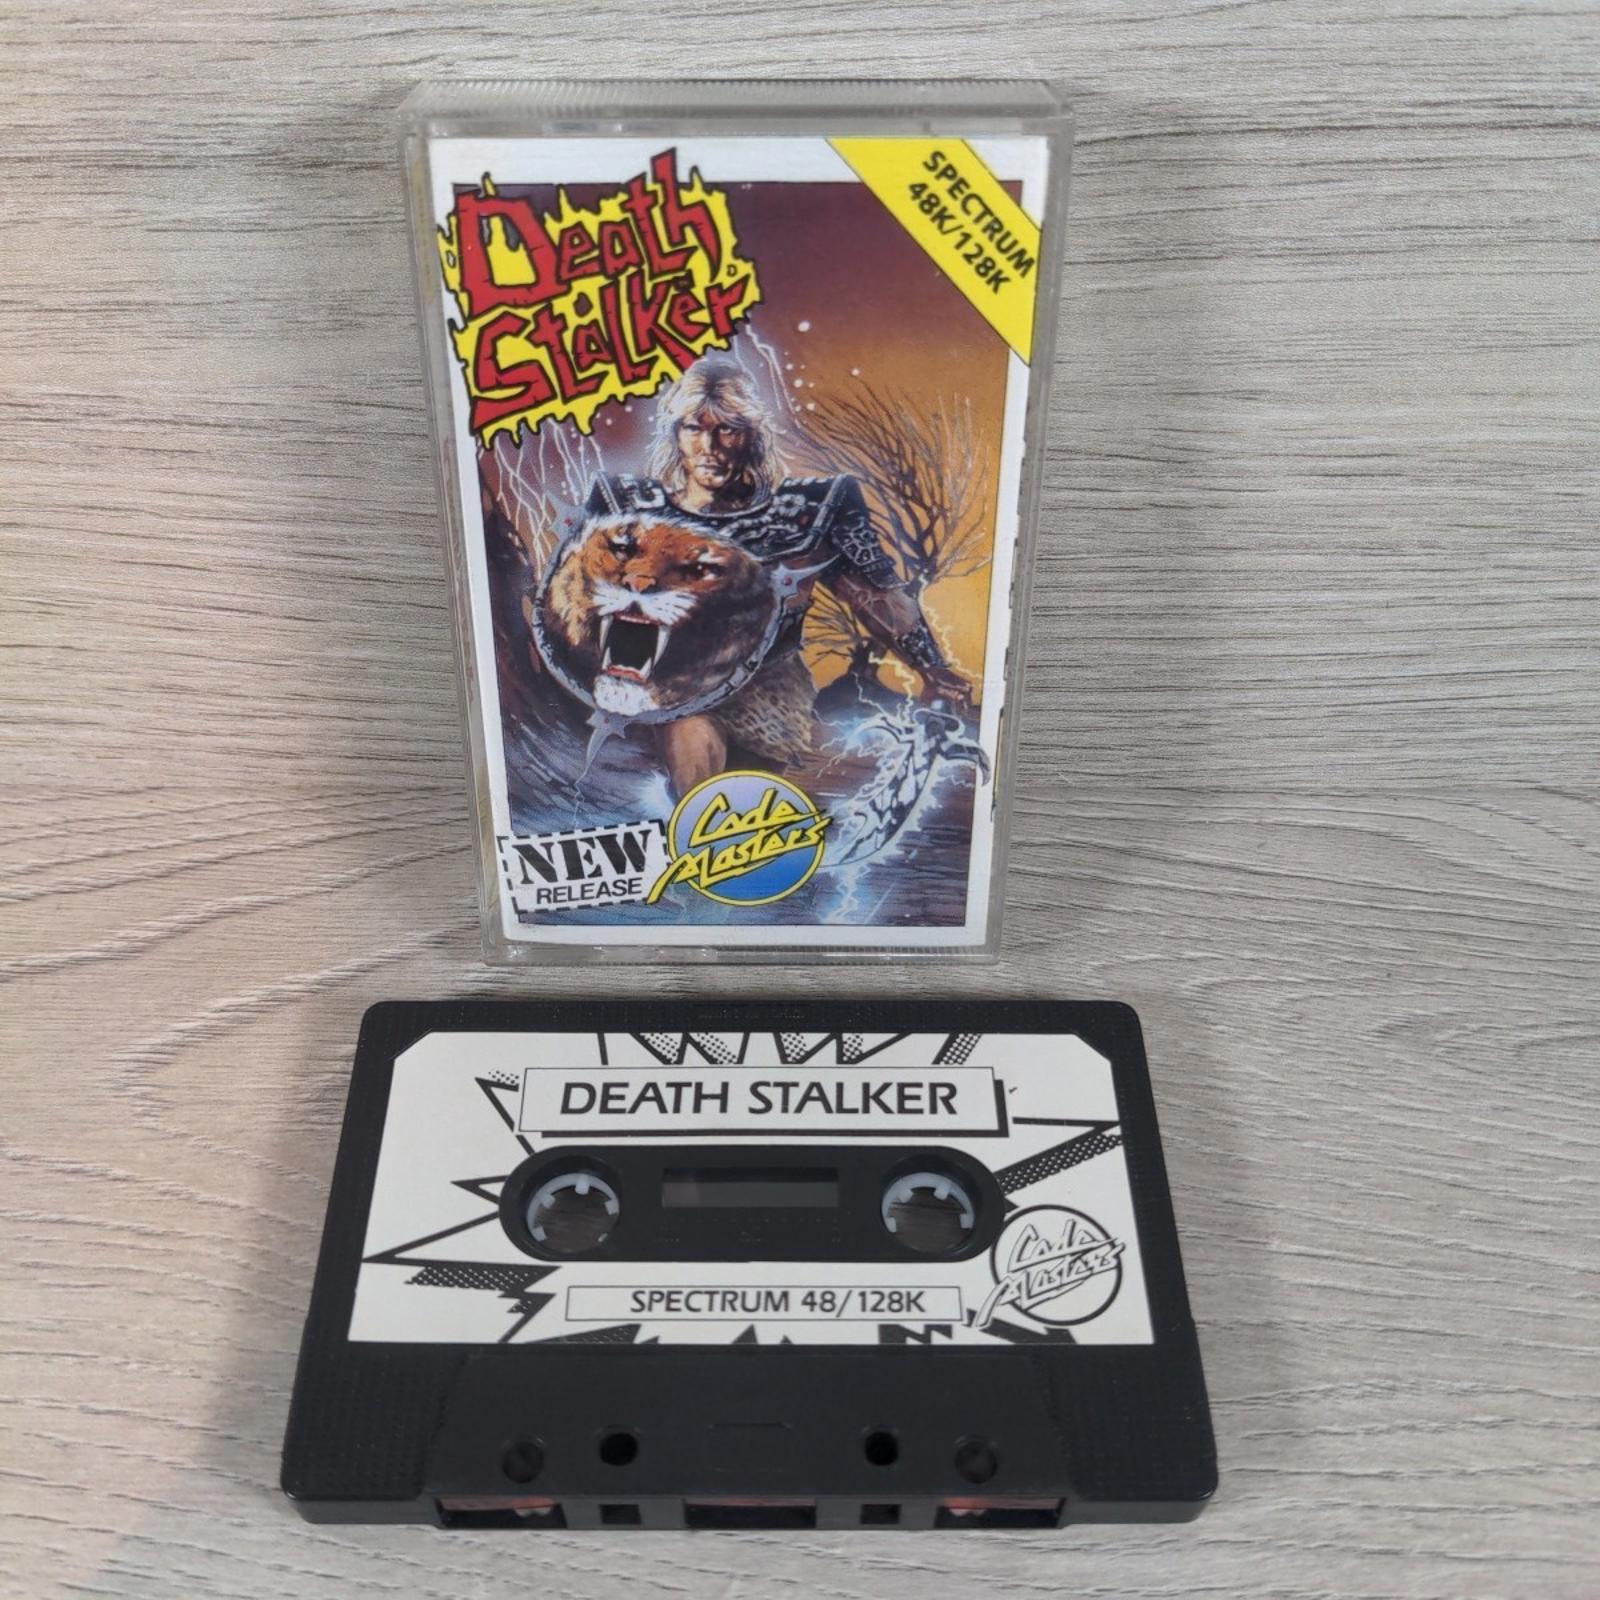 Death
Stalker
SPECTRUM
48K/128K
NEW
RELEASE
Code
Masters
DEATH STALKER
Code
Masters
SPECTRUM 48/128K